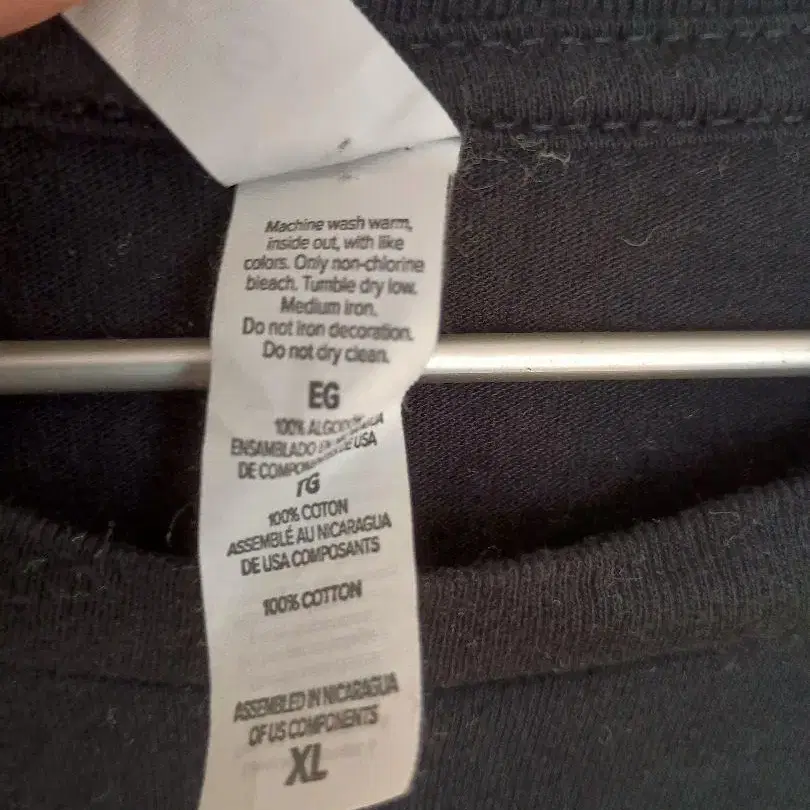 Machine wash warm,
inside out, with like
colors. Only non-chlorine
bleach. Tumble dry low.
Medium iron.
Do not iron decoration.
Do not dry clean.
EG
100%
ENSAMBLADO USA
DE
TG
100% COTON
ASSEMBLÉ AU NICARAGUA
DE USA COMPOSANTS
100% COTTON
ASSEMBLED IN NICARAGUA
OF US COMPONENTS
XL